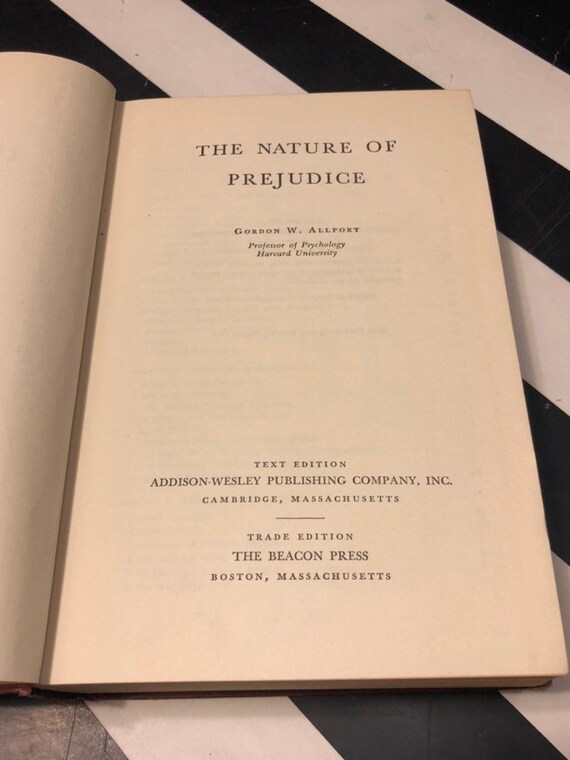 THE NATURE OF
PREJUDICE
GORDON W. ALLPORT
Professor of Psychology
Harvard University
TEXT EDITION
ADDISON-WESLEY PUBLISHING COMPANY, INC.
CAMBRIDGE, MASSACHUSETTS
TRADE EDITION
THE BEACON PRESS
BOSTON, MASSACHUSETTS